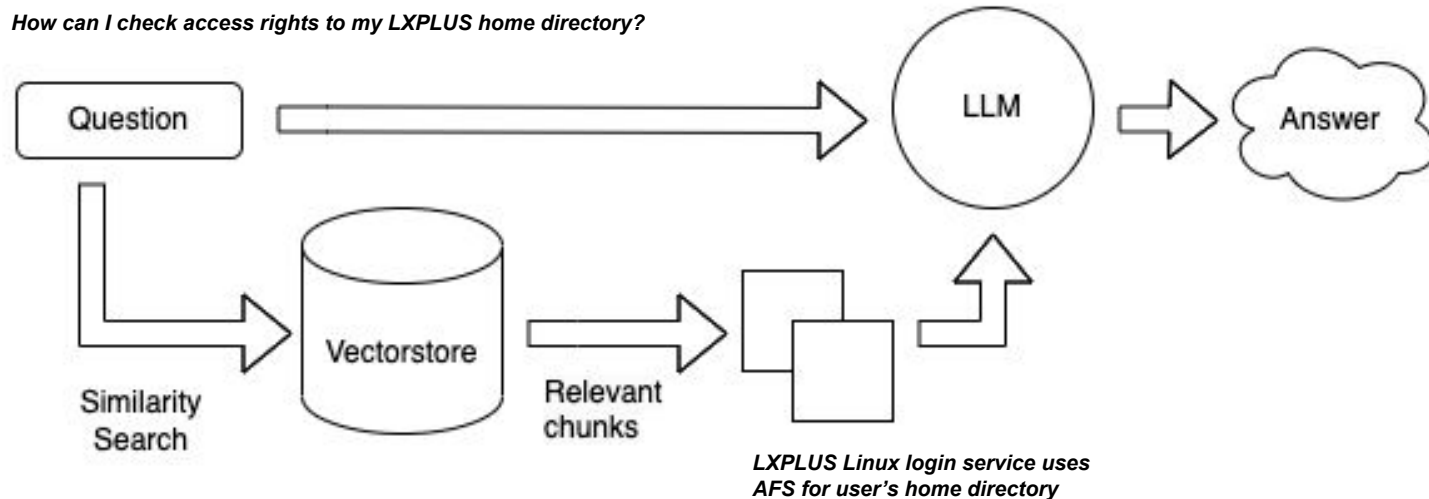 How can I check access rights to my LXPLUS home directory?
Question
LLM
Answer
Similarity
Search
Vectorstore
Relevant
chunks
LXPLUS Linux login service uses
AFS for user's home directory